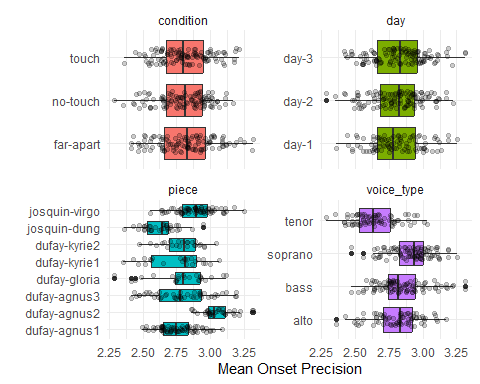 condition
day
touch
no-touch
far-apart
day-3
day-2
day-1
piece
voice_type
josquin-virgo
josquin-dung
dufay-kyrie2
dufay-kyrie1
dufay-gloria
dufay-agnus3
dufay-agnus2
dufay-agnus1
tenor
soprano
bass
alto
2.25 2.50 2.75 3.00 3.25
2.25 2.50 2.75 3.00 3.25
Mean Onset Precision